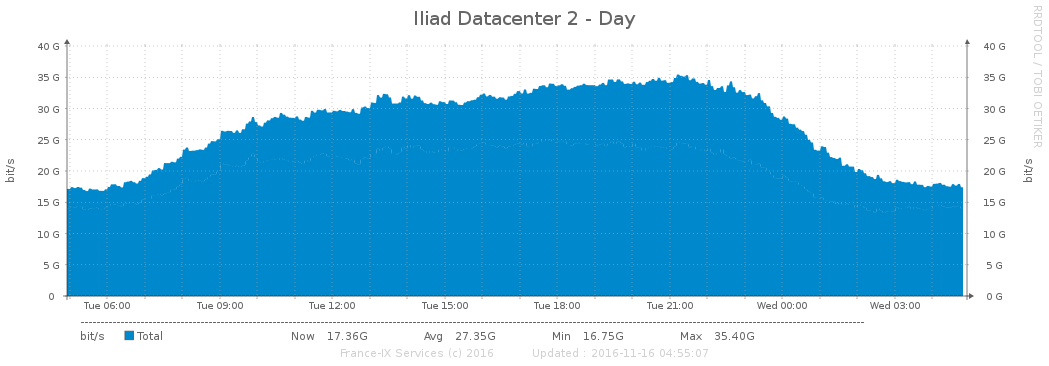 Iliad Datacenter 2 - Day
RRDTOOL / TOBI OETIKER
bit/s
40 G
35 G
30 G
25 G
20 G
15 G
10 G
5 G
0
40 G
35 G
30 G
25 G
20 G
15 G
10 G
5 G
0 G
bit/s
Tue 06:00 Tue 09:00 Tue 12:00 Tue 15:00 Tue 18:00 Tue 21:00 Wed 00:00 Wed 03:00
bit/s Total Now 17.36G Avg 27.35G Min 16.75G Max 35.40G
France-IX Services (c) 2016 Updated : 2016-11-16 04:55:07